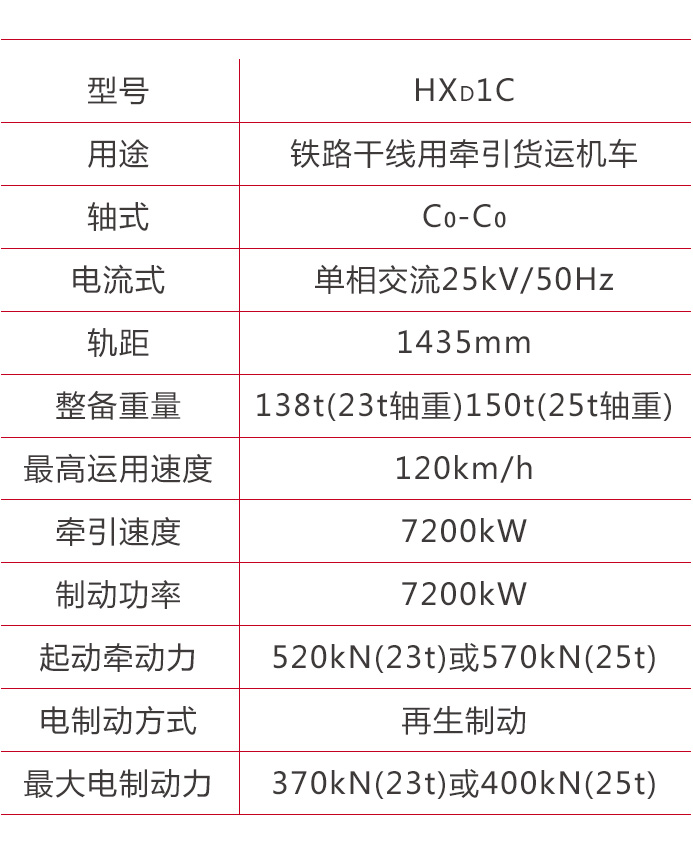 型号 HXD1C
用途 铁路干线用牵引货运机车
轴式 C0-C0
电流式 单相交流25kV/50Hz
轨距 1435mm
整备重量 138t(23t轴重)150t(25t轴重)
最高运用速度 120km/h
牵引速度 7200kW
制动功率 7200kW
起动牵动力 520kN(23t)或570kN(25t)
电制动方式 再生制动
最大电制动力 370kN(23t)或400kN(25t)